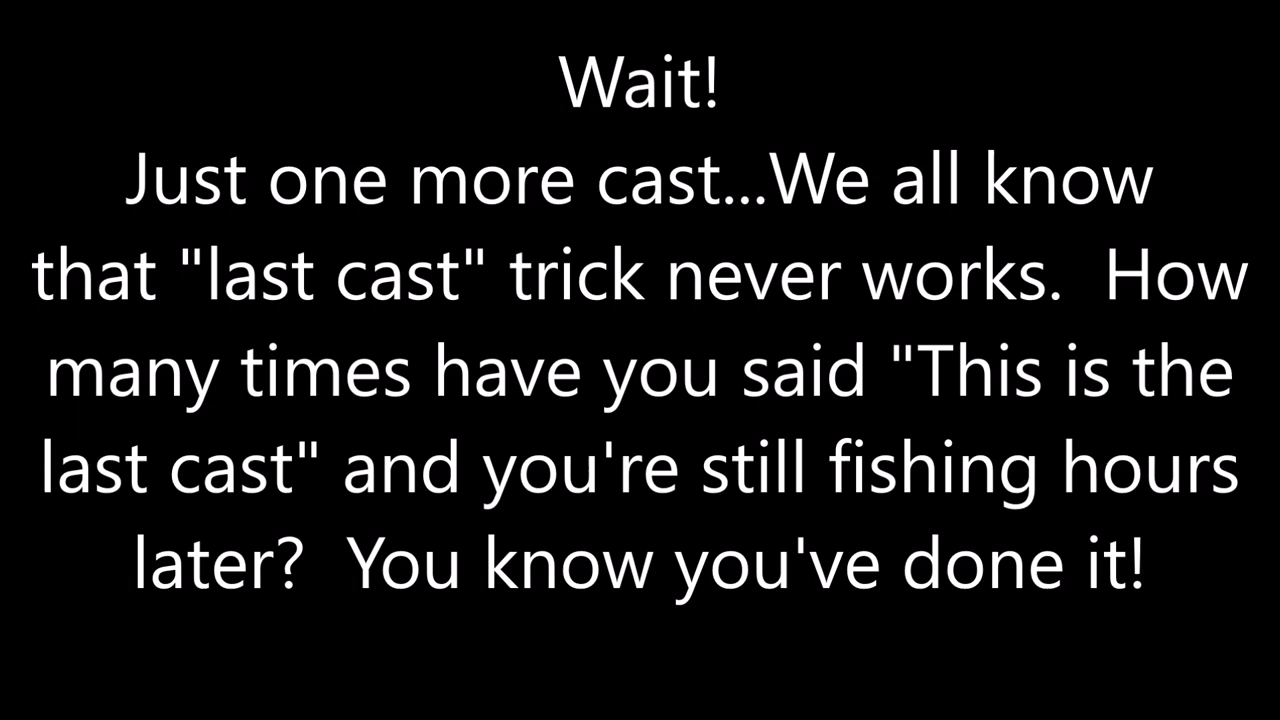 Wait!
Just one more cast...We all know
that "last cast" trick never works.  How
many times have you said "This is the
last cast" and you're still fishing hours
later?  You know you've done it!